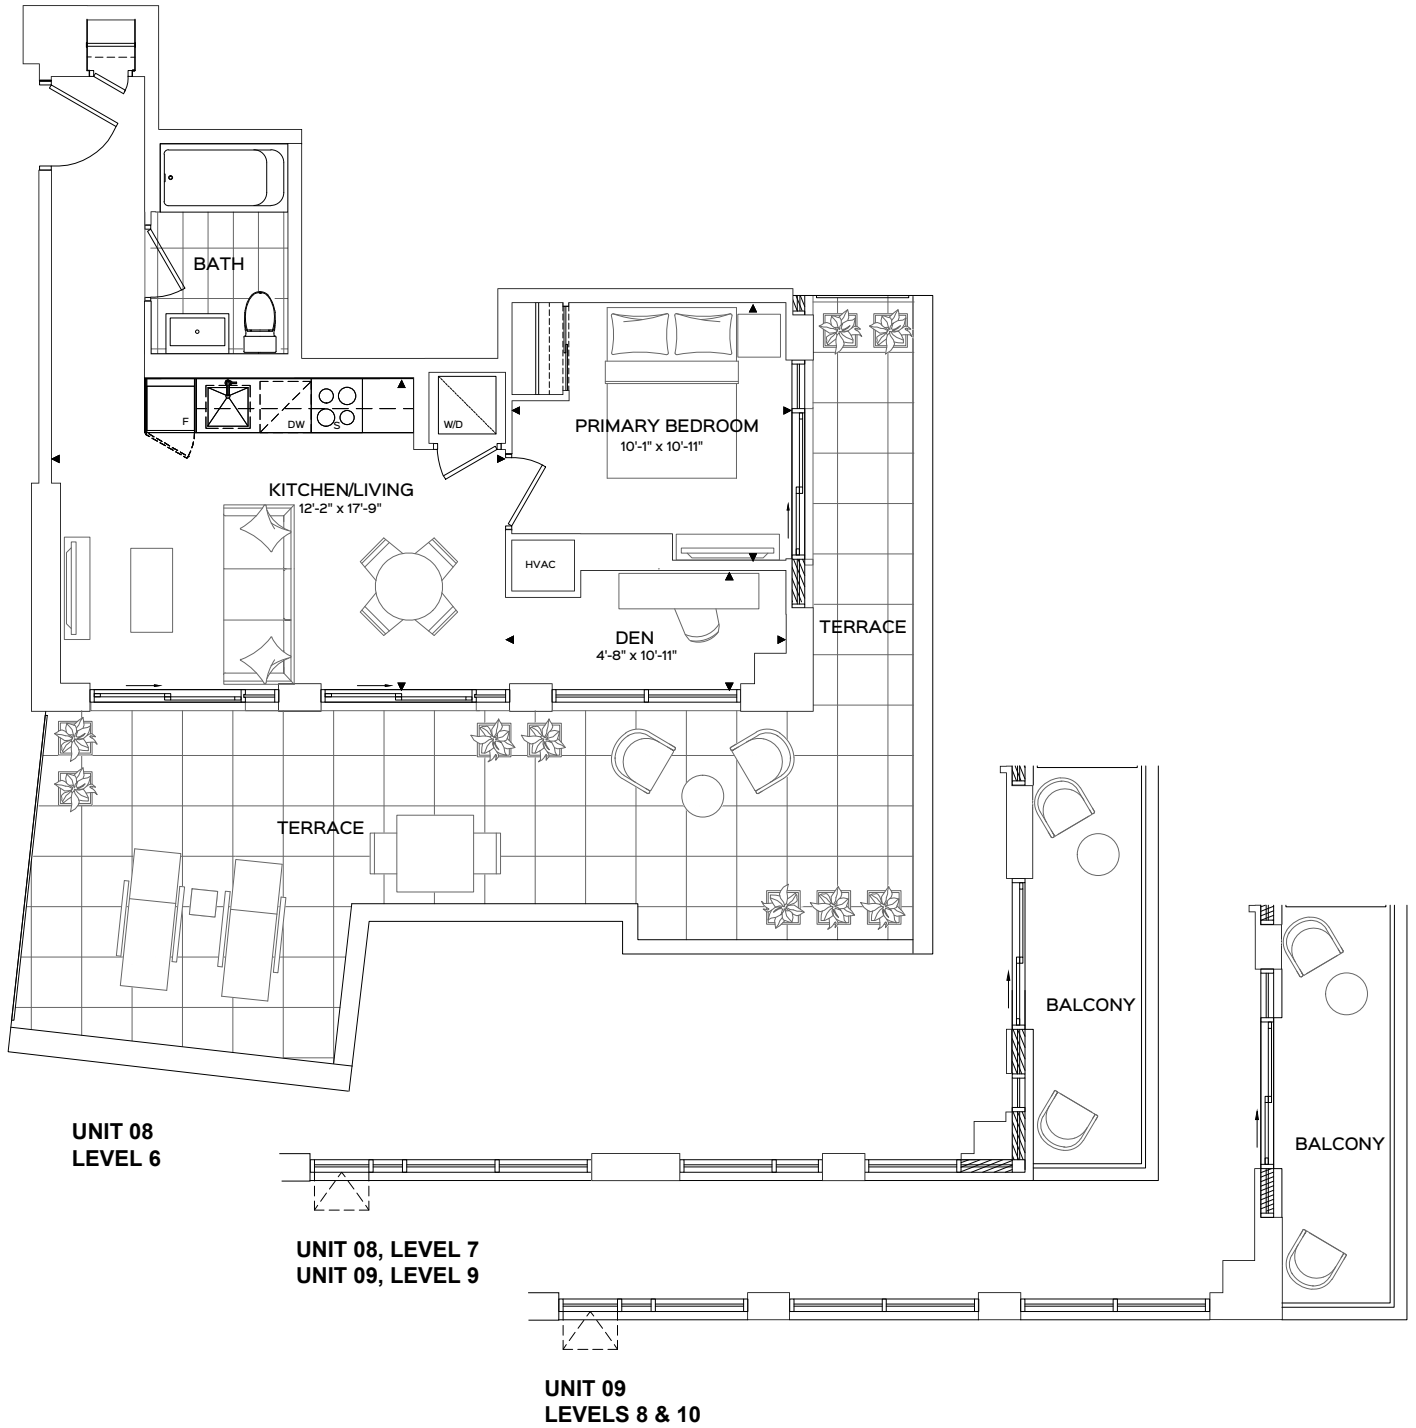 BATH
F
DW
S
W/D
PRIMARY BEDROOM
10'-1" x 10'-11"
KITCHEN/LIVING
12'-2" x 17'-9"
HVAC
DEN
4'-8" x 10'-11"
TERRACE
TERRACE
UNIT 08
LEVEL 6
BALCONY
UNIT 08, LEVEL 7
UNIT 09, LEVEL 9
BALCONY
UNIT 09
LEVELS 8 & 10